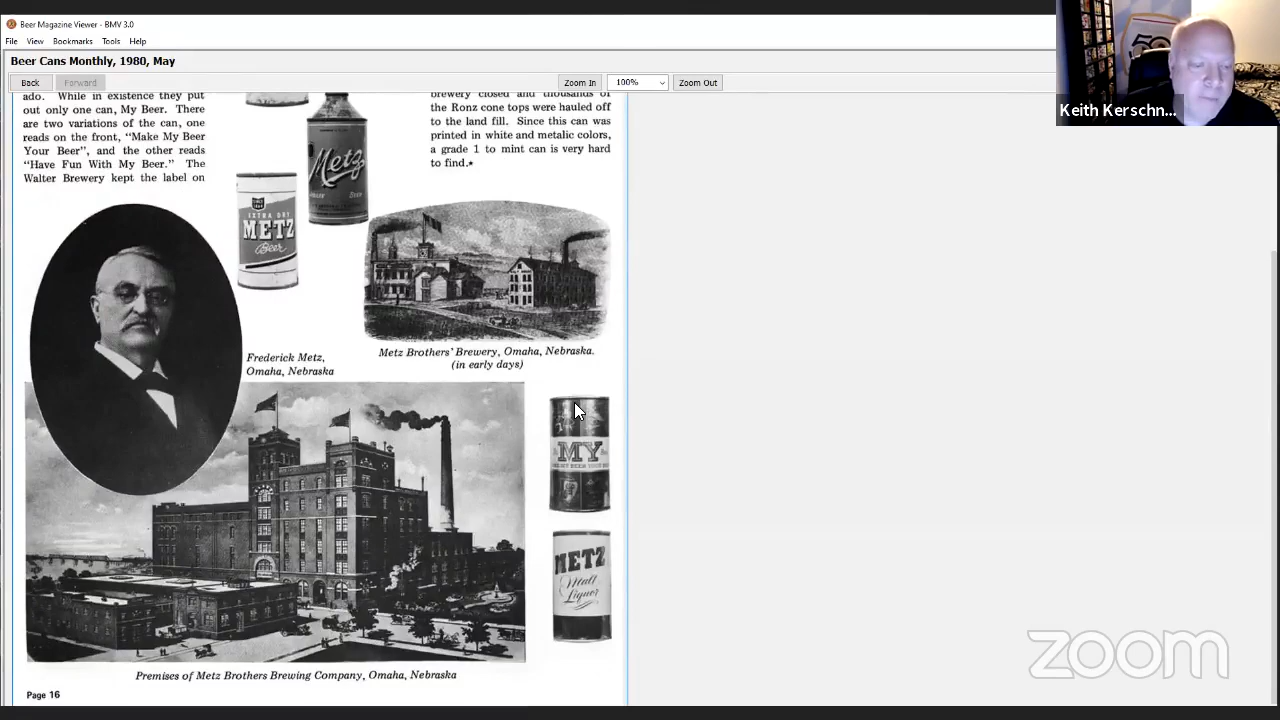 Beer Magazine Viewer - BMV 3.0
File View Bookmarks Tools Help
Beer Cans Monthly, 1980, May
Back Forward Zoom In 100% Zoom Out
Keith Kerschn...
ado. While in existence they put
out only one can, My Beer. There
are two variations of the can, one
reads on the front, “Make My Beer
Your Beer”, and the other reads
“Have Fun With My Beer.” The
Walter Brewery kept the label on
brewery closed and thousands of
the Ronz cone tops were hauled off
to the land fill. Since this can was
printed in white and metalic colors,
a grade 1 to mint can is very hard
to find.★
Metz
BEER
EXTRA DRY
METZ
Beer
Frederick Metz,
Omaha, Nebraska
Metz Brothers' Brewery, Omaha, Nebraska.
(in early days)
MY
METZ
Malt
Liquor
Premises of Metz Brothers Brewing Company, Omaha, Nebraska
Page 16
zoom